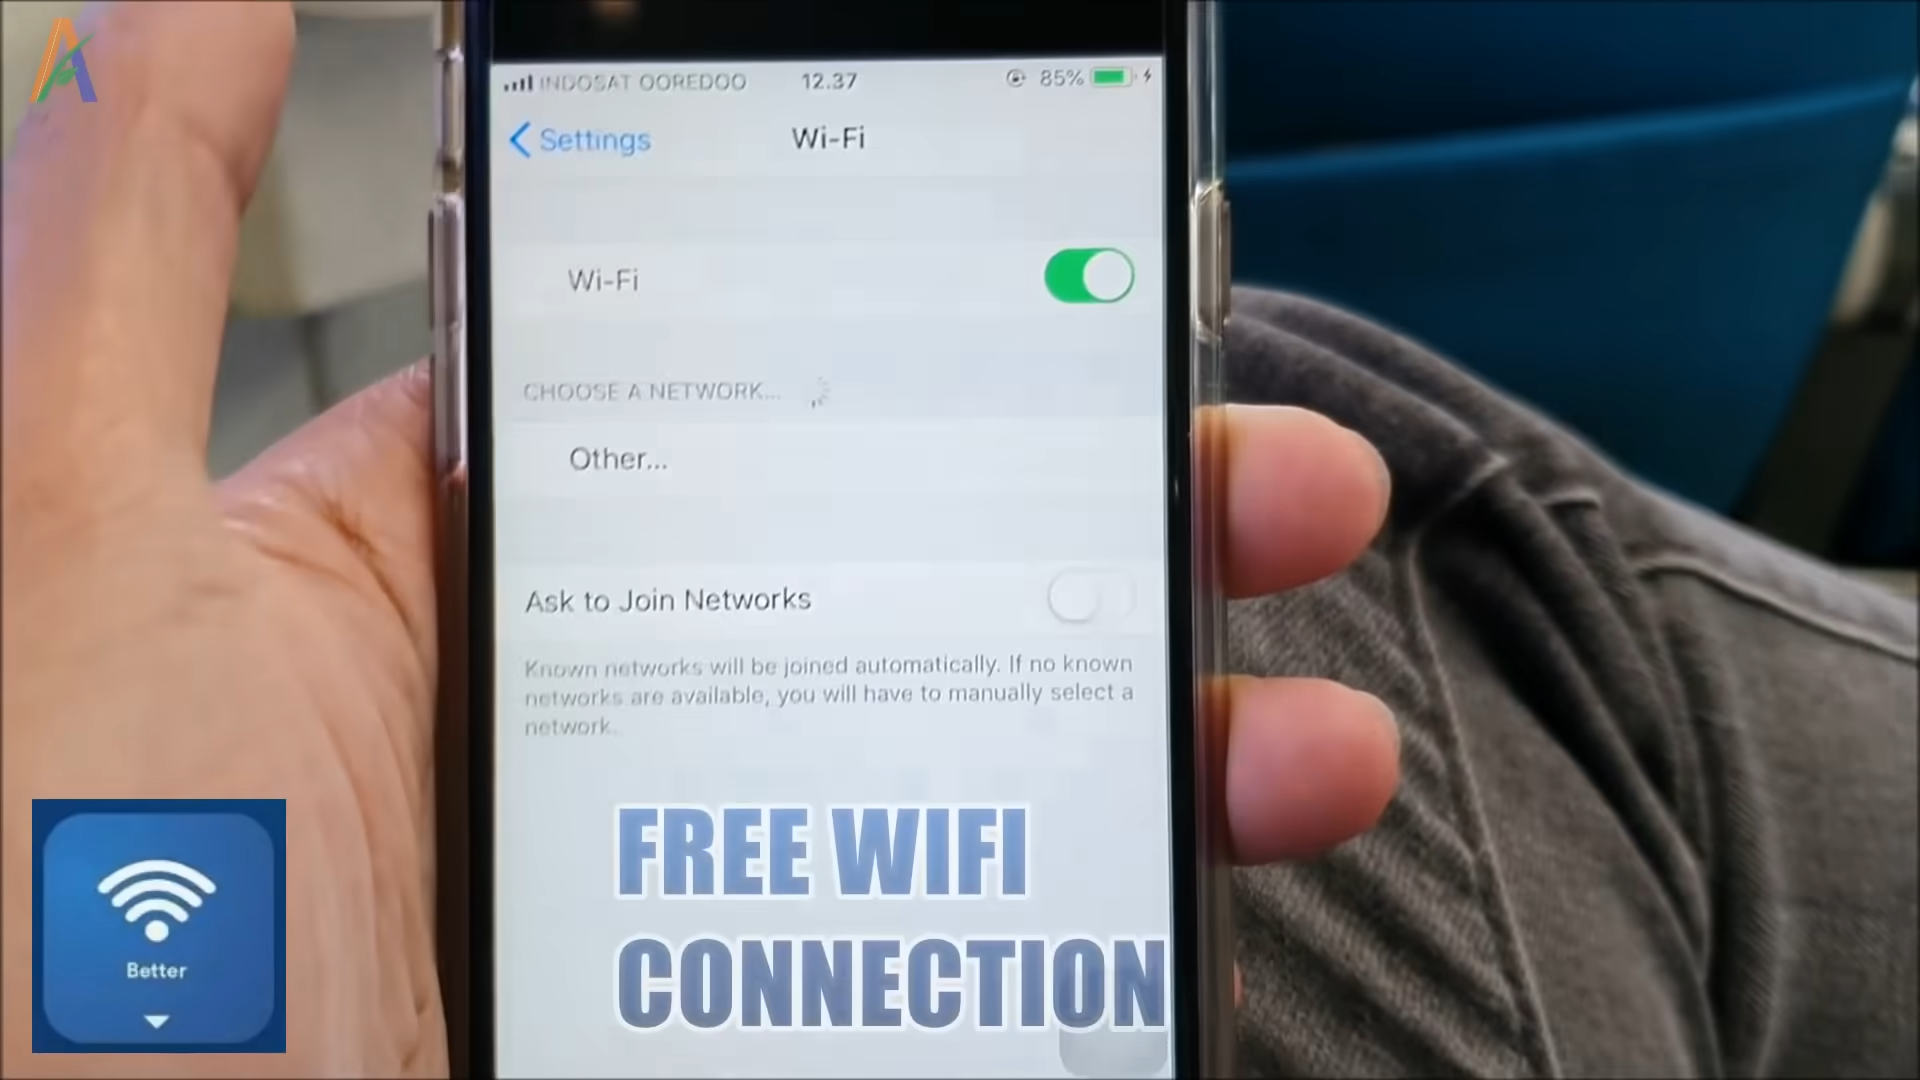 INDOSAT OOREDOO 12.37 85%
Settings Wi-Fi
Wi-Fi
CHOOSE A NETWORK...
Other...
Ask to Join Networks
Known networks will be joined automatically. If no known
networks are available, you will have to manually select a
network.
FREE WIFI
CONNECTION
Better